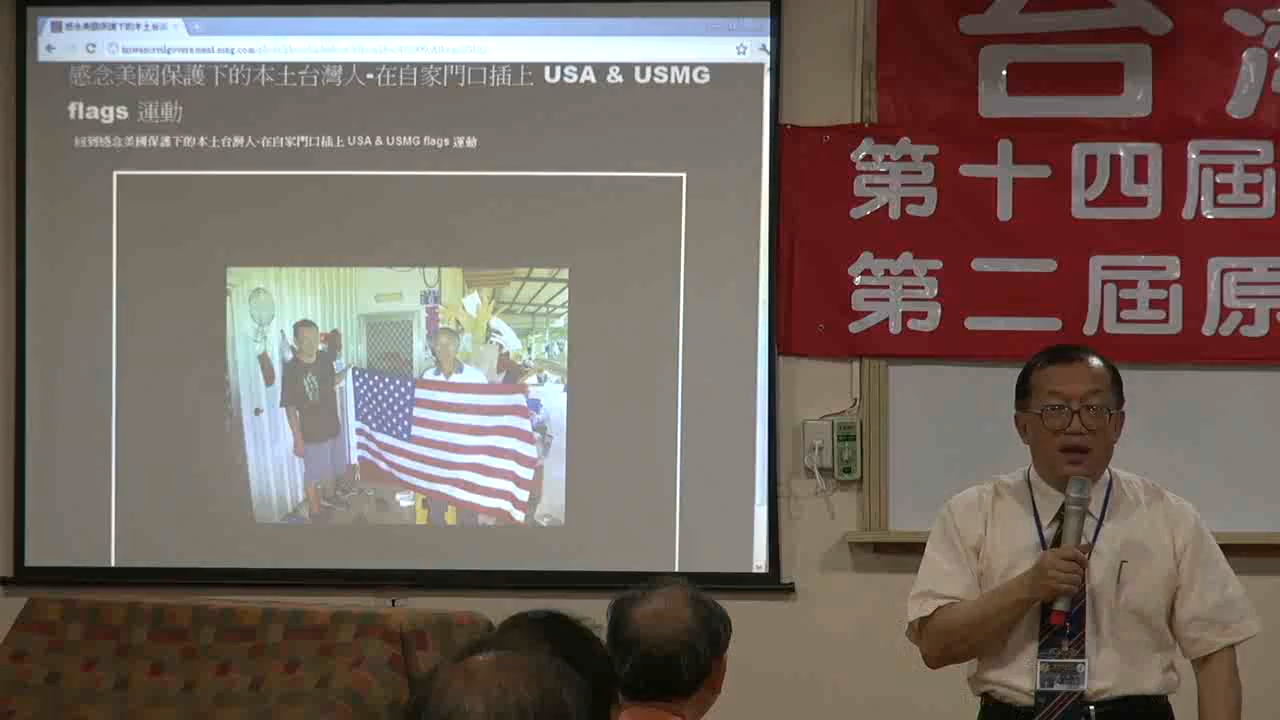 感念美國保護下的本土台灣人-在自家門口插上 USA & USMG
flags 運動
回到感念美國保護下的本土台灣人-在自家門口插上 USA & USMG flags 運動
台
第十四屆
第二屆原